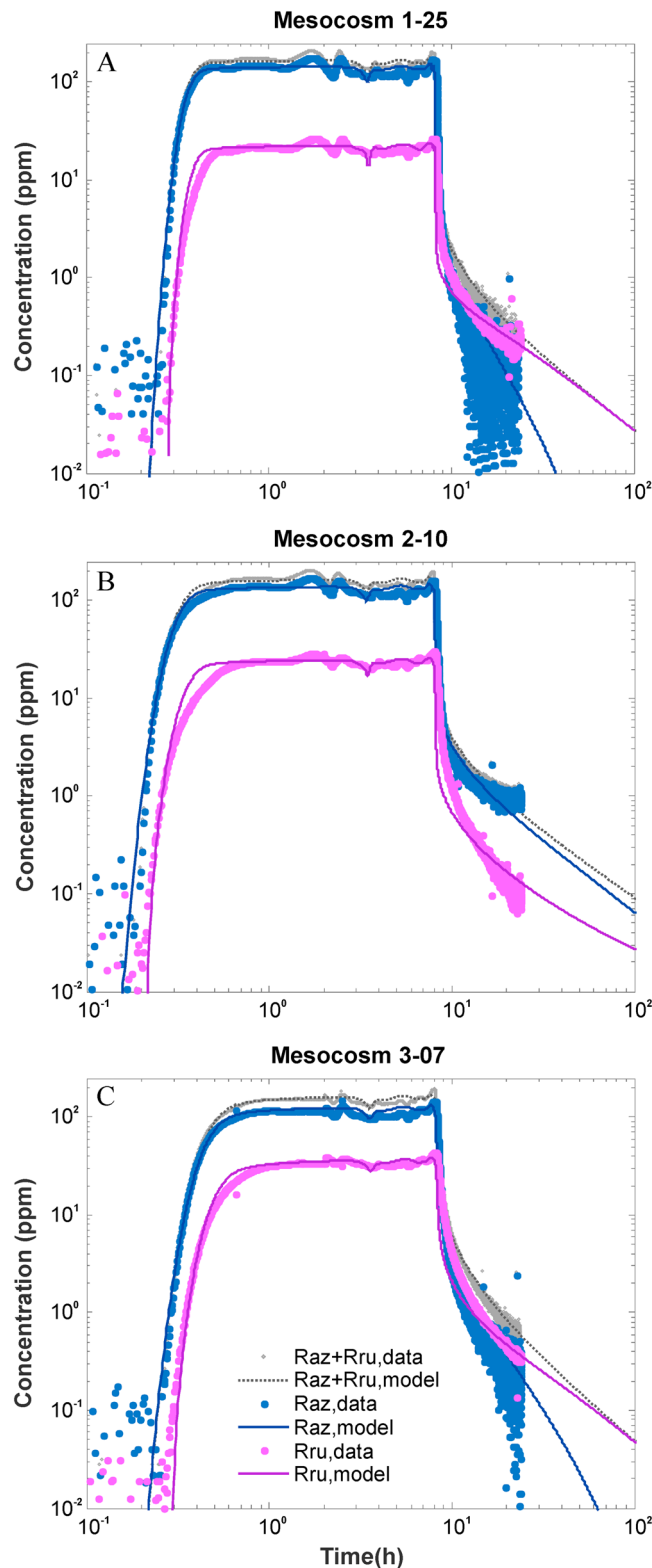 Mesocosm 1-25
A
Concentration (ppm)
10^2
10^1
10^0
10^-1
10^-2
10^-1 10^0 10^1 10^2
Mesocosm 2-10
B
Concentration (ppm)
10^2
10^1
10^0
10^-1
10^-2
10^-1 10^0 10^1 10^2
Mesocosm 3-07
C
Concentration (ppm)
10^2
10^1
10^0
10^-1
10^-2
Raz+Rru,data
Raz+Rru,model
Raz,data
Raz,model
Rru,data
Rru,model
10^-1 10^0 10^1 10^2
Time(h)